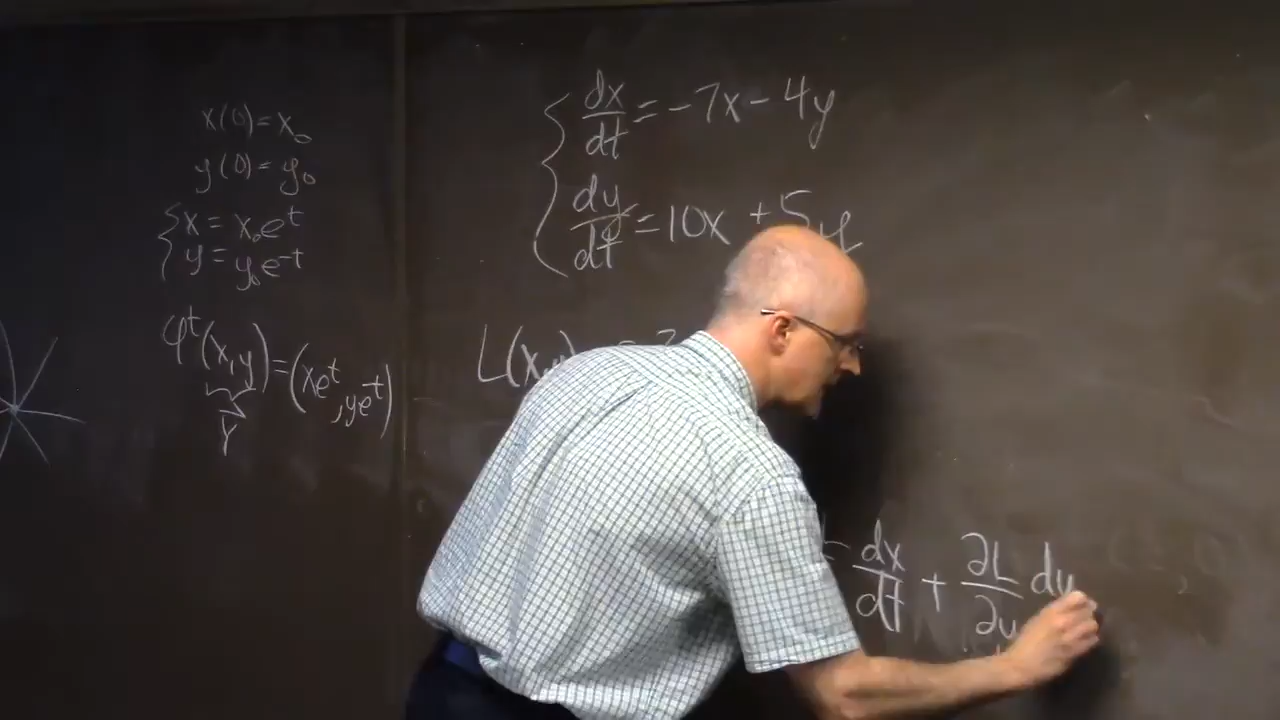 x(0) = x₀
y(0) = y₀
{ x = x₀eᵗ
y = y₀e⁻ᵗ
φᵗ(x, y) = (xeᵗ, ye⁻ᵗ)
r⃗
{ dx/dt = -7x - 4y
dy/dt = 10x + 5y
L(x,
dx/dt + ∂L/∂y dy